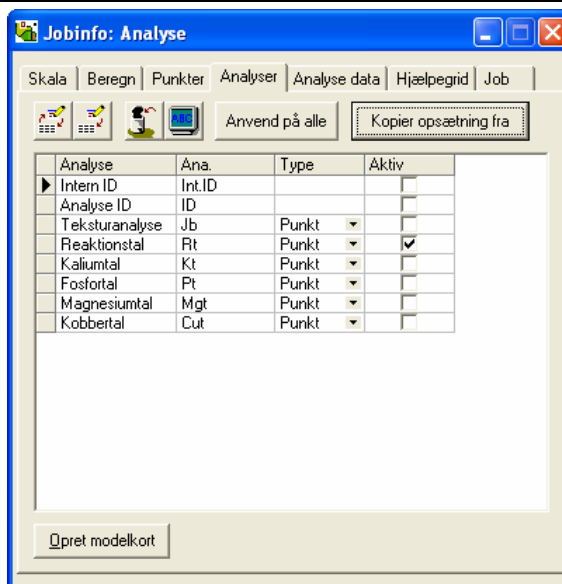 Jobinfo: Analyse
Skala Beregn Punkter Analyser Analyse data Hjælpegrid Job
ABC Anvend på alle Kopier opsætning fra
Analyse Ana. Type Aktiv
Intern ID Int.ID
Analyse ID ID
Teksturanalyse Jb Punkt
Reaktionstal Rt Punkt
Kaliumtal Kt Punkt
Fosfortal Pt Punkt
Magnesiumtal Mgt Punkt
Kobbertal Cut Punkt
Opret modelkort